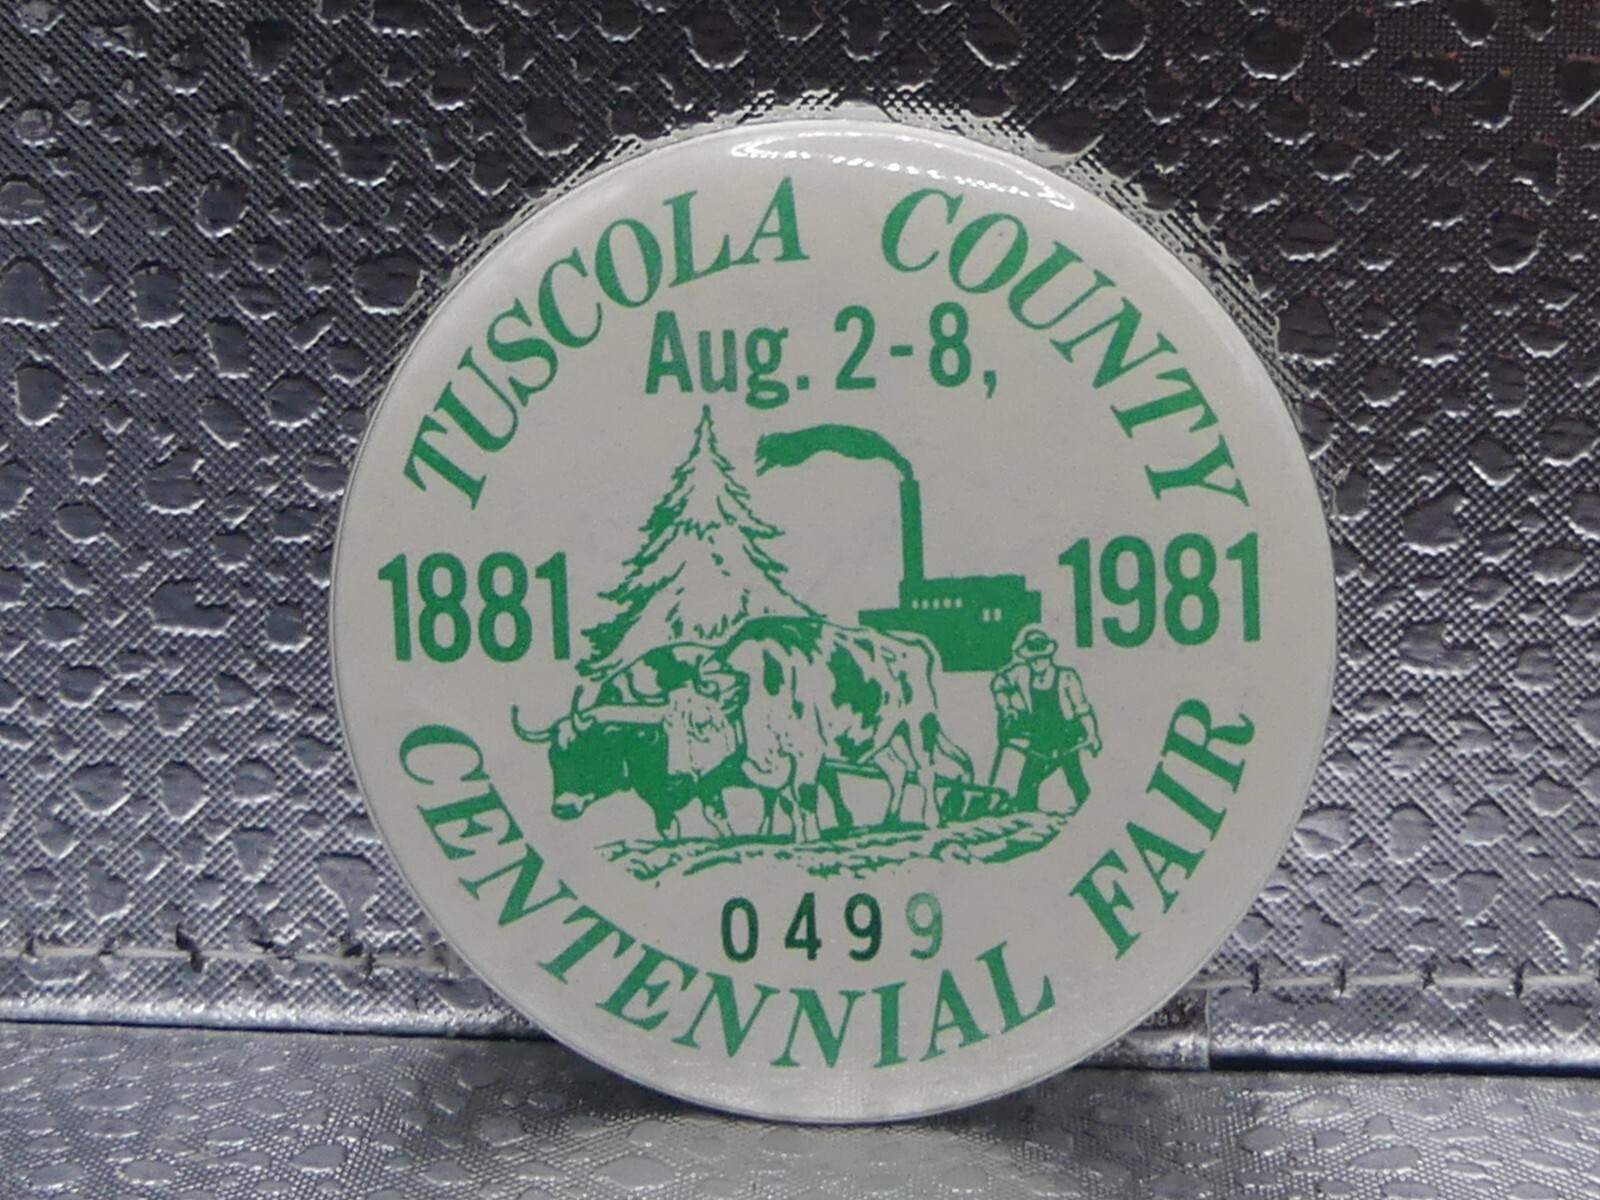 TUSCOLA COUNTY
Aug. 2-8,
1881 1981
0499
CENTENNIAL FAIR